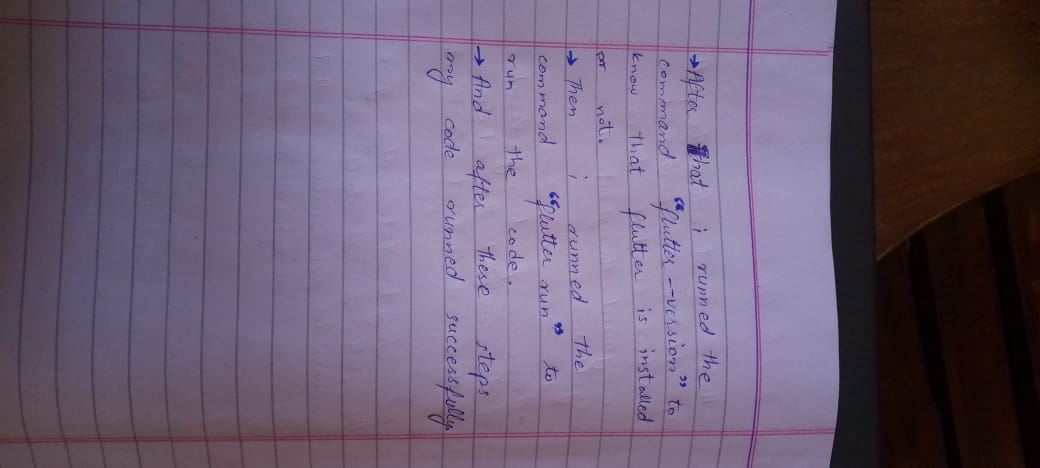 → After that i runned the
command "flutter --version" to
know that flutter is installed
or not.
→ Then i runned the
command "flutter run" to
run the code.
→ And after these steps
my code runned successfully.